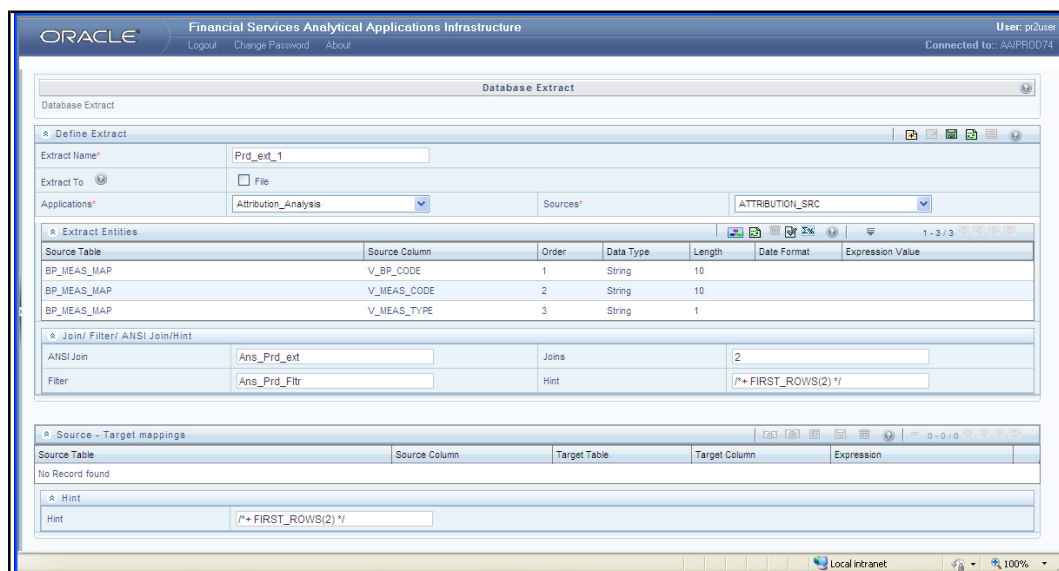 ORACLE
Financial Services Analytical Applications Infrastructure
User: pr2user
Logout Change Password About
Connected to:: AAIPROD74
Database Extract
Database Extract
Define Extract
Extract Name* Prd_ext_1
Extract To File
Applications* Attribution_Analysis Sources* ATTRIBUTION_SRC
Extract Entities 1 - 3 / 3
Source Table Source Column Order Data Type Length Date Format Expression Value
BP_MEAS_MAP V_BP_CODE 1 String 10
BP_MEAS_MAP V_MEAS_CODE 2 String 10
BP_MEAS_MAP V_MEAS_TYPE 3 String 1
Join/ Filter/ ANSI Join/Hint
ANSI Join Ans_Prd_ext Joins 2
Filter Ans_Prd_Fltr Hint /*+ FIRST_ROWS(2) */
Source - Target mappings 0 - 0 / 0
Source Table Source Column Target Table Target Column Expression
No Record found
Hint
Hint /*+ FIRST_ROWS(2) */
Local intranet 100%